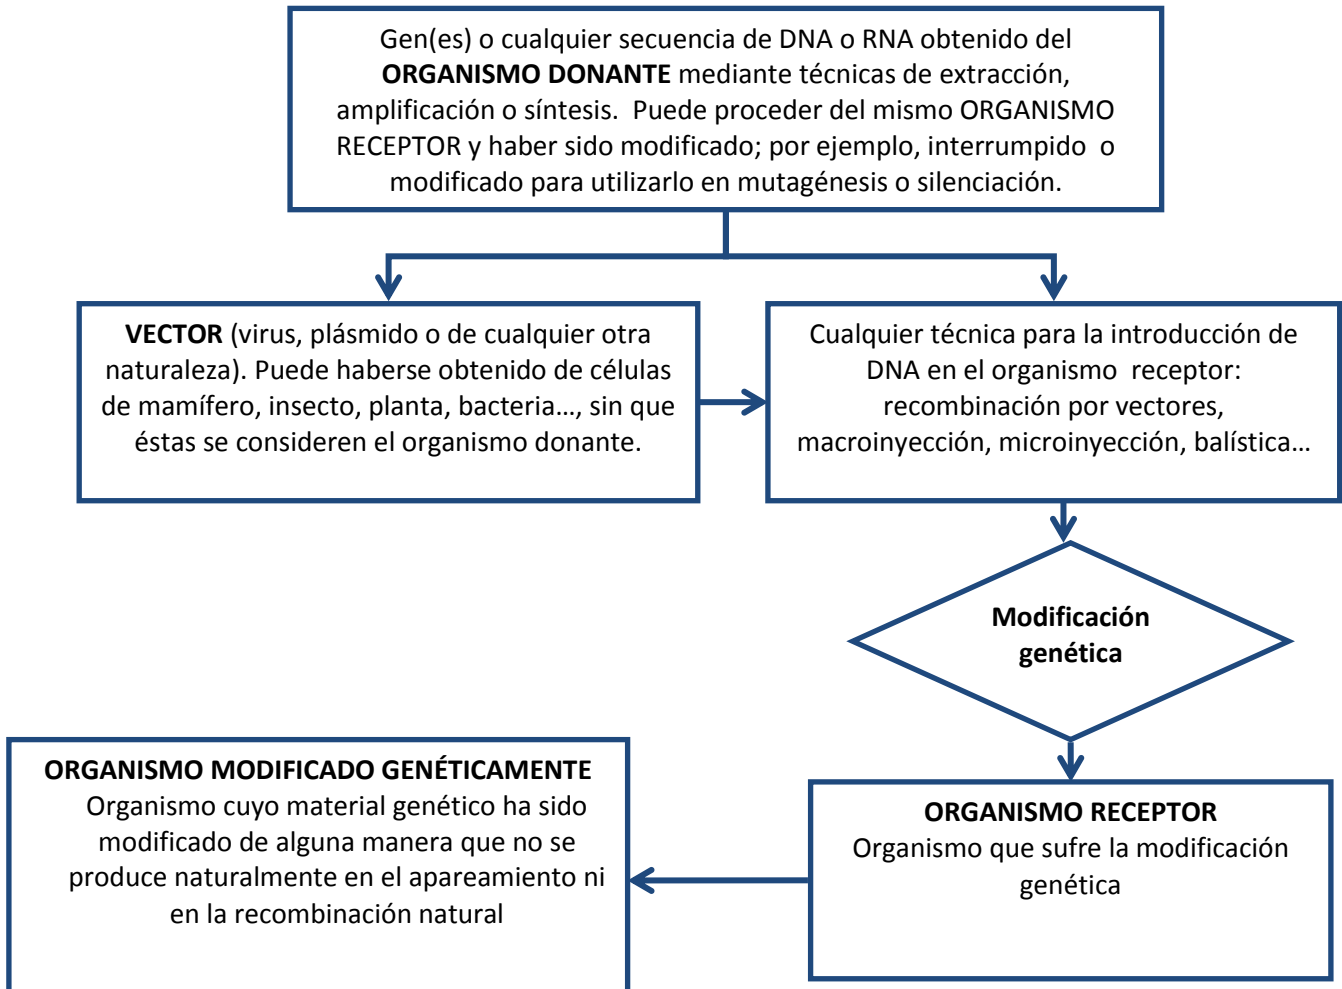 Gen(es) o cualquier secuencia de DNA o RNA obtenido del
ORGANISMO DONANTE mediante técnicas de extracción,
amplificación o síntesis. Puede proceder del mismo ORGANISMO
RECEPTOR y haber sido modificado; por ejemplo, interrumpido o
modificado para utilizarlo en mutagénesis o silenciación.
VECTOR (virus, plásmido o de cualquier otra
naturaleza). Puede haberse obtenido de células
de mamífero, insecto, planta, bacteria…, sin que
éstas se consideren el organismo donante.
Cualquier técnica para la introducción de
DNA en el organismo receptor:
recombinación por vectores,
macroinyección, microinyección, balística…
Modificación
genética
ORGANISMO RECEPTOR
Organismo que sufre la modificación
genética
ORGANISMO MODIFICADO GENÉTICAMENTE
Organismo cuyo material genético ha sido
modificado de alguna manera que no se
produce naturalmente en el apareamiento ni
en la recombinación natural